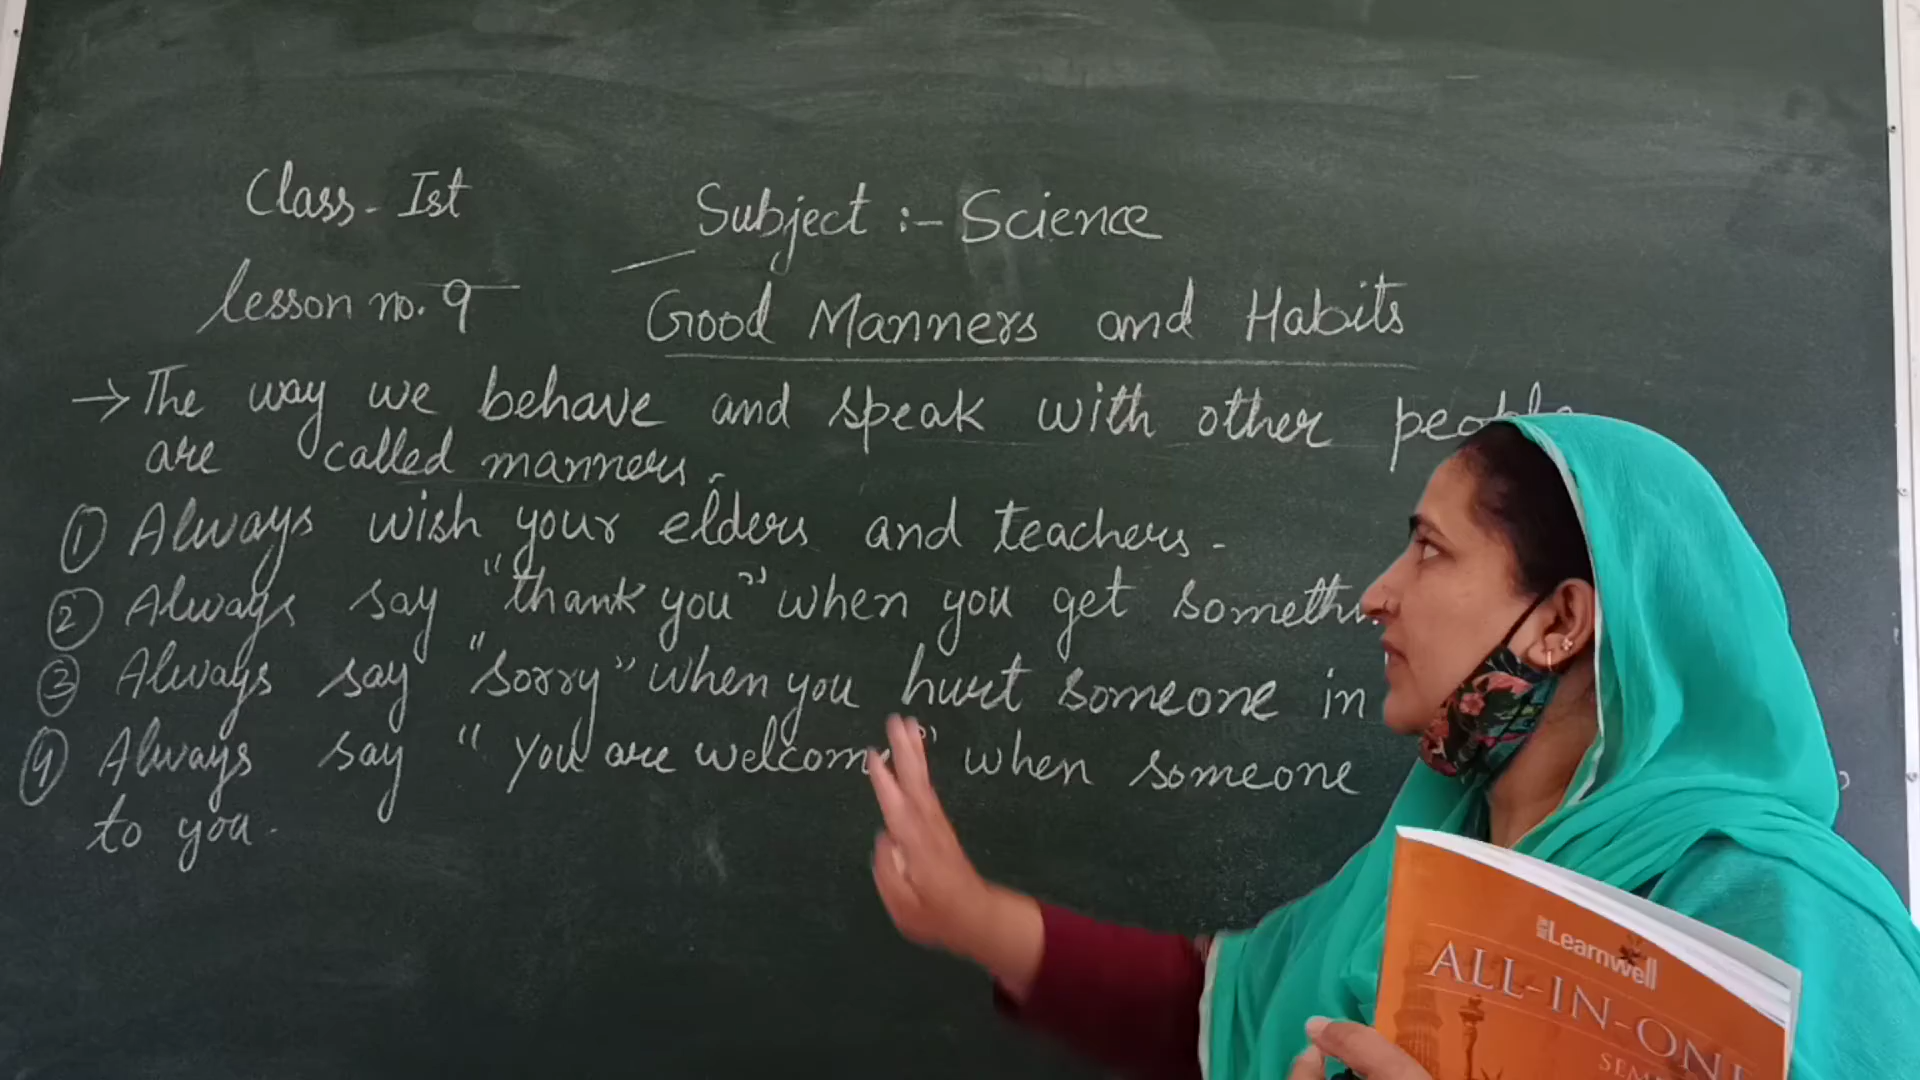 Class - Ist
Subject :- Science
Lesson no. 9
Good Manners and Habits
→ The way we behave and speak with other people
are called manners.
① Always wish your elders and teachers.
② Always say "thank you" when you get somethi
③ Always say "sorry" when you hurt someone in
④ Always say "you are welcome" when someone
to you.
Learnwell
ALL-IN-ONE
SEM